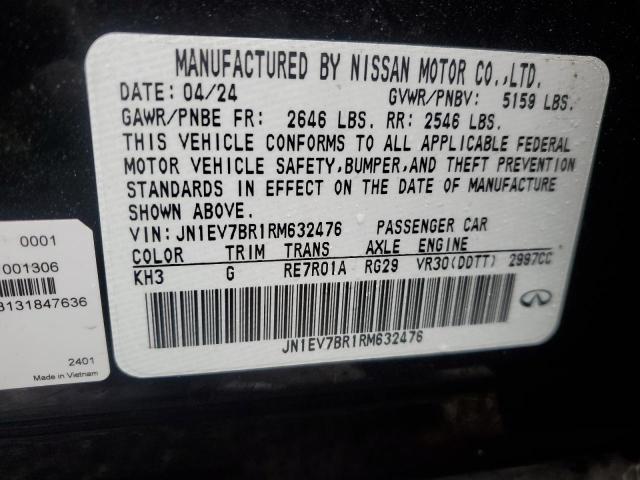 MANUFACTURED BY NISSAN MOTOR CO.,LTD.
DATE: 04/24 GVWR/PNBV: 5159 LBS.
GAWR/PNBE FR: 2646 LBS. RR: 2546 LBS.
THIS VEHICLE CONFORMS TO ALL APPLICABLE FEDERAL
MOTOR VEHICLE SAFETY,BUMPER,AND THEFT PREVENTION
STANDARDS IN EFFECT ON THE DATE OF MANUFACTURE
SHOWN ABOVE.
VIN: JN1EV7BR1RM632476 PASSENGER CAR
COLOR TRIM TRANS AXLE ENGINE
KH3 G RE7R01A RG29 VR30(DDTT) 2997CC
JN1EV7BR1RM632476
0001
001306
3131847636
2401
Made in Vietnam